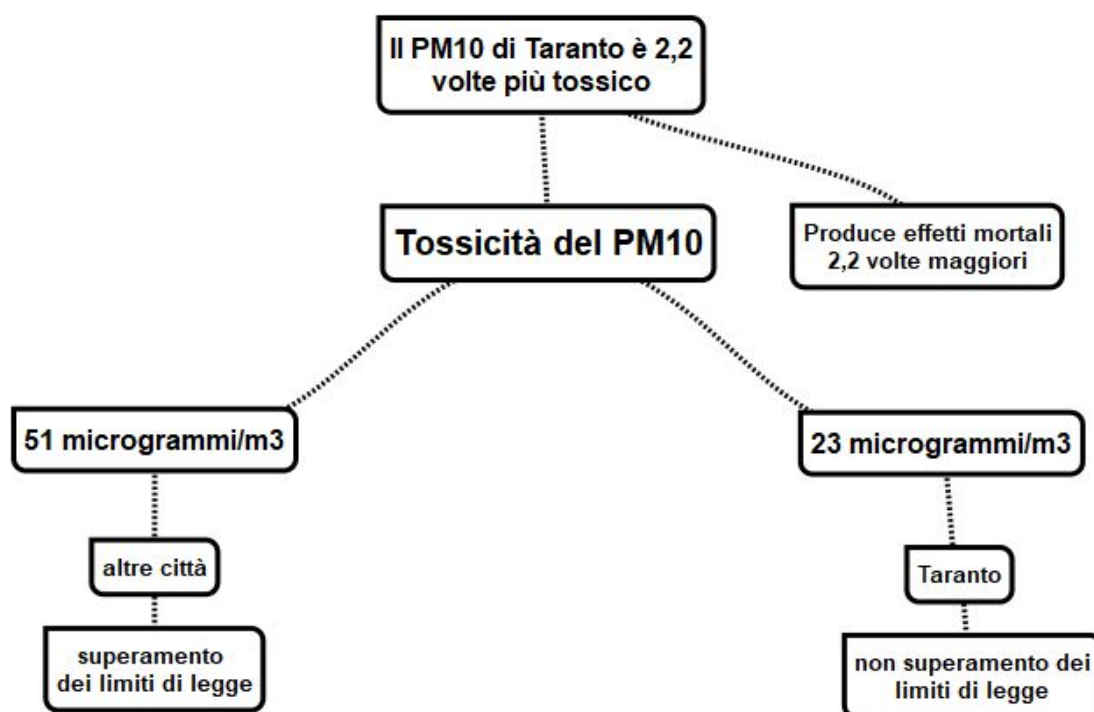 Il PM10 di Taranto è 2,2
volte più tossico
Tossicità del PM10
Produce effetti mortali
2,2 volte maggiori
51 microgrammi/m3
23 microgrammi/m3
altre città
Taranto
superamento
dei limiti di legge
non superamento dei
limiti di legge